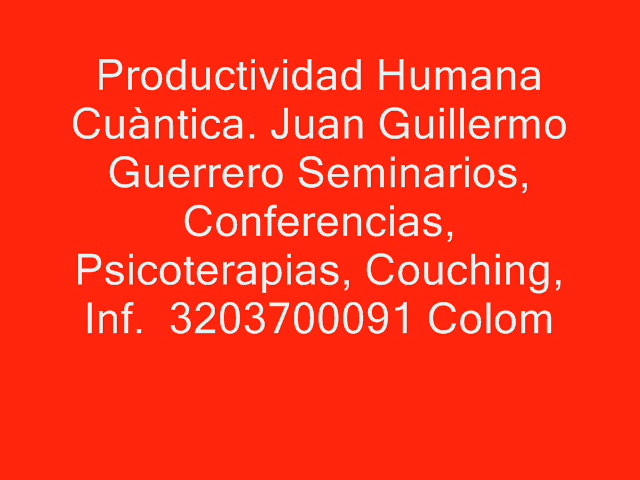 Productividad Humana
Cuàntica. Juan Guillermo
Guerrero Seminarios,
Conferencias,
Psicoterapias, Couching,
Inf.  3203700091 Colom